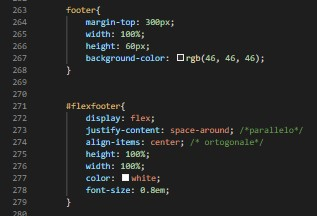 263 footer{
264 margin-top: 300px;
265 width: 100%;
266 height: 60px;
267 background-color: rgb(46, 46, 46);
268 }
269
270
271 #flexfooter{
272 display: flex;
273 justify-content: space-around; /*parallelo*/
274 align-items: center; /* ortogonale*/
275 height: 100%;
276 width: 100%;
277 color: white;
278 font-size: 0.8em;
279 }
280